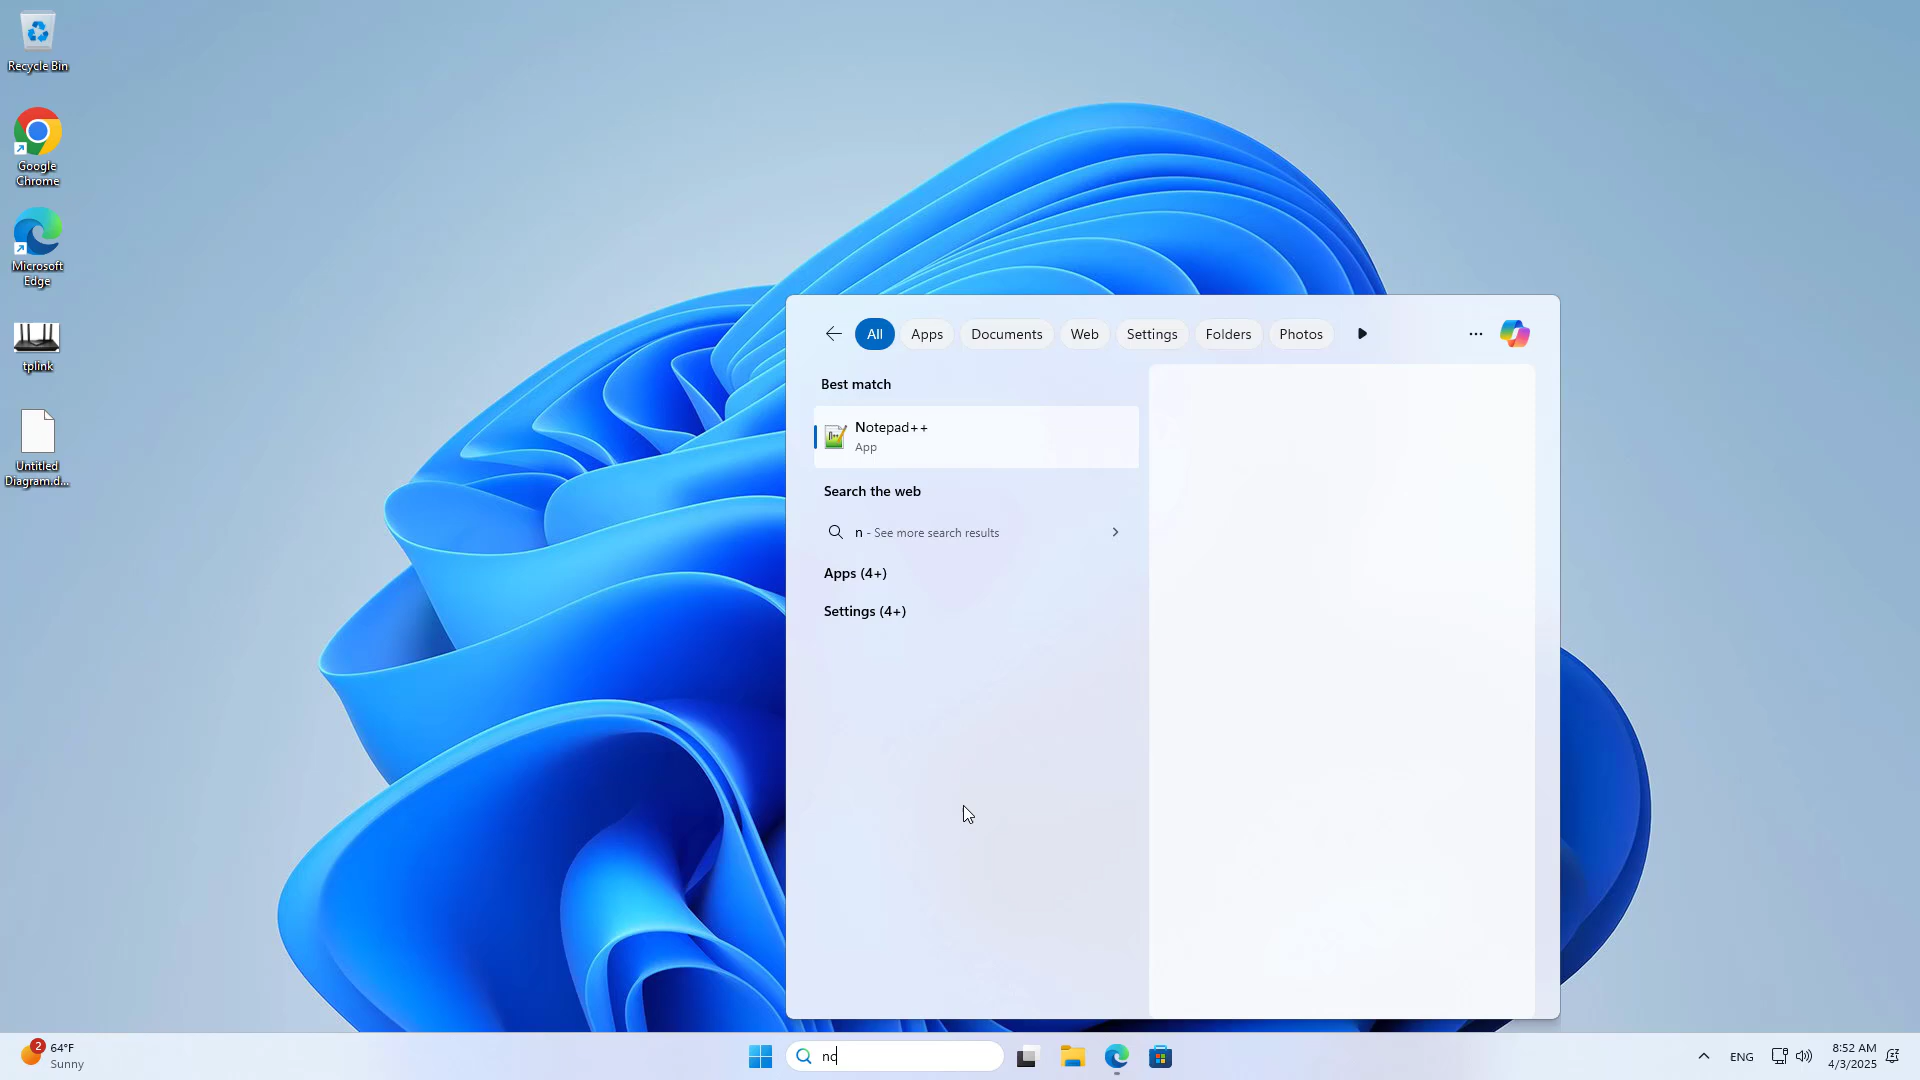 Recycle Bin
Google
Chrome
Microsoft
Edge
tplink
Untitled
Diagram.d...
All
Apps
Documents
Web
Settings
Folders
Photos
Best match
Notepad++
App
Search the web
n - See more search results
Apps (4+)
Settings (4+)
2
64°F
Sunny
no
ENG
8:52 AM
4/3/2025